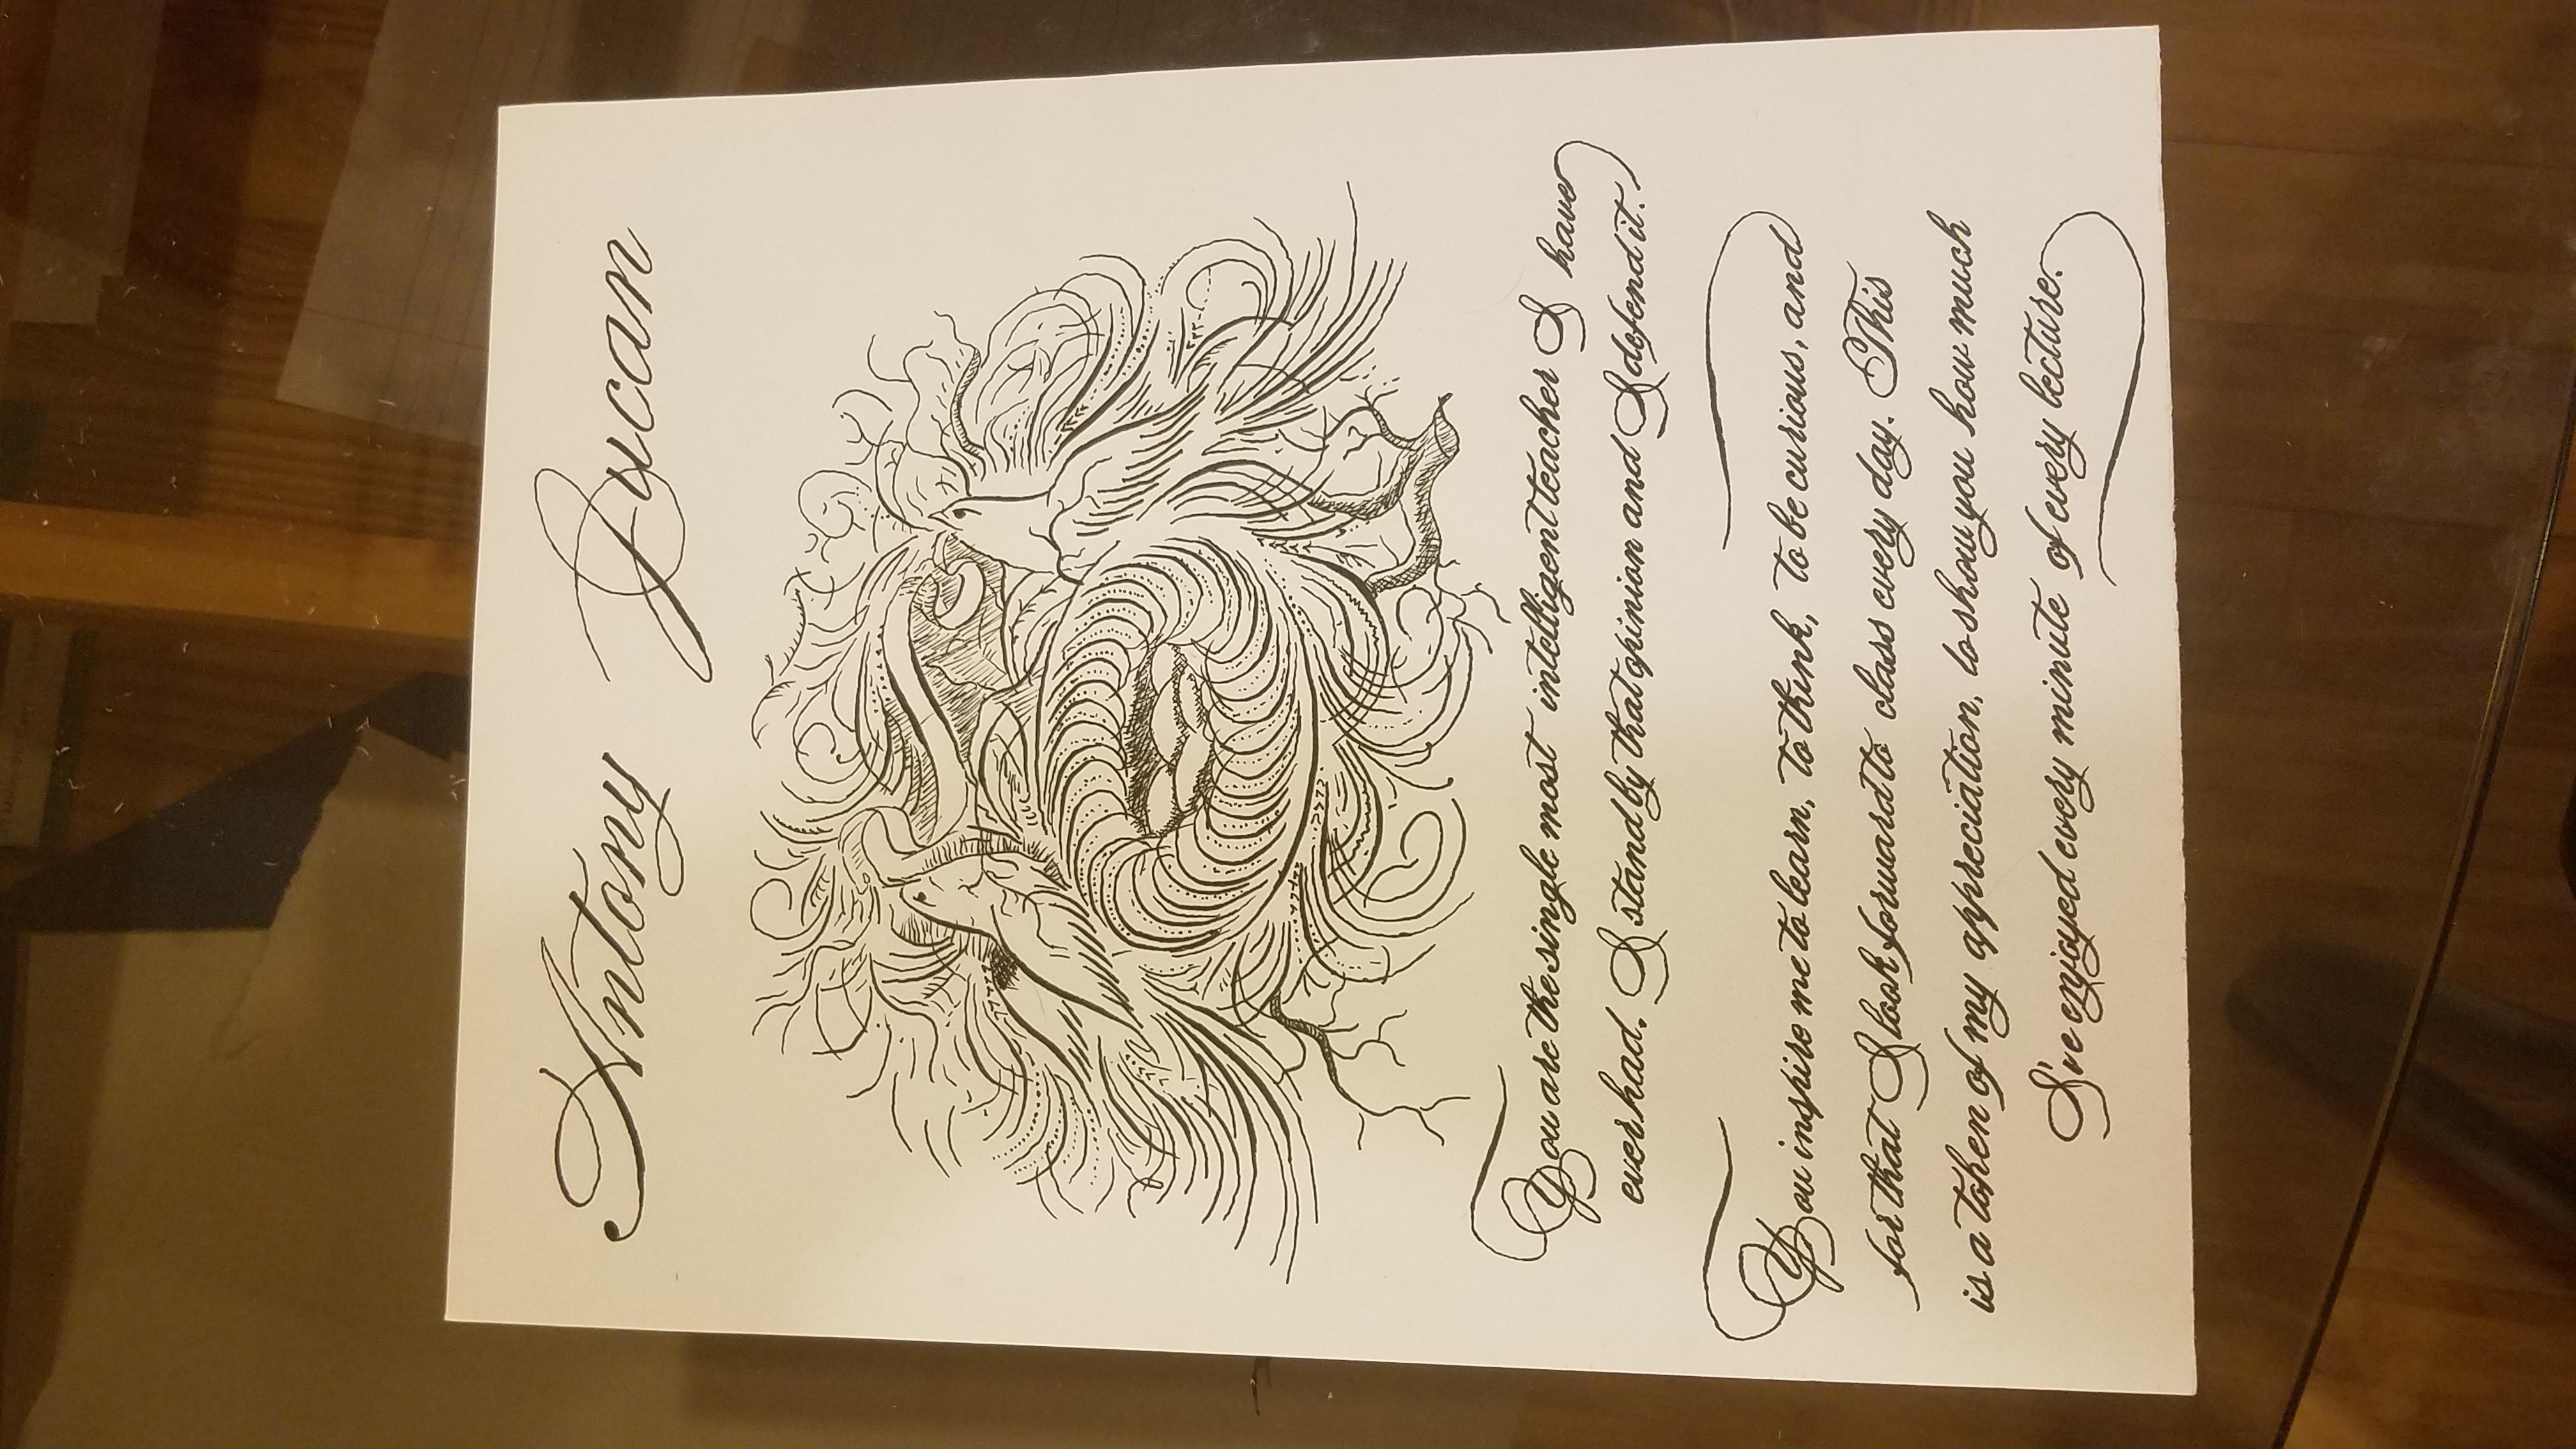 Antony Jucan
You are the single most intelligent teacher I have
ever had. I stand by that opinion and I defend it.
You inspire me to learn, to think, to be curious, and
for that I look forward to class every day. This
is a token of my appreciation, to show you how much
I've enjoyed every minute of every lecture.